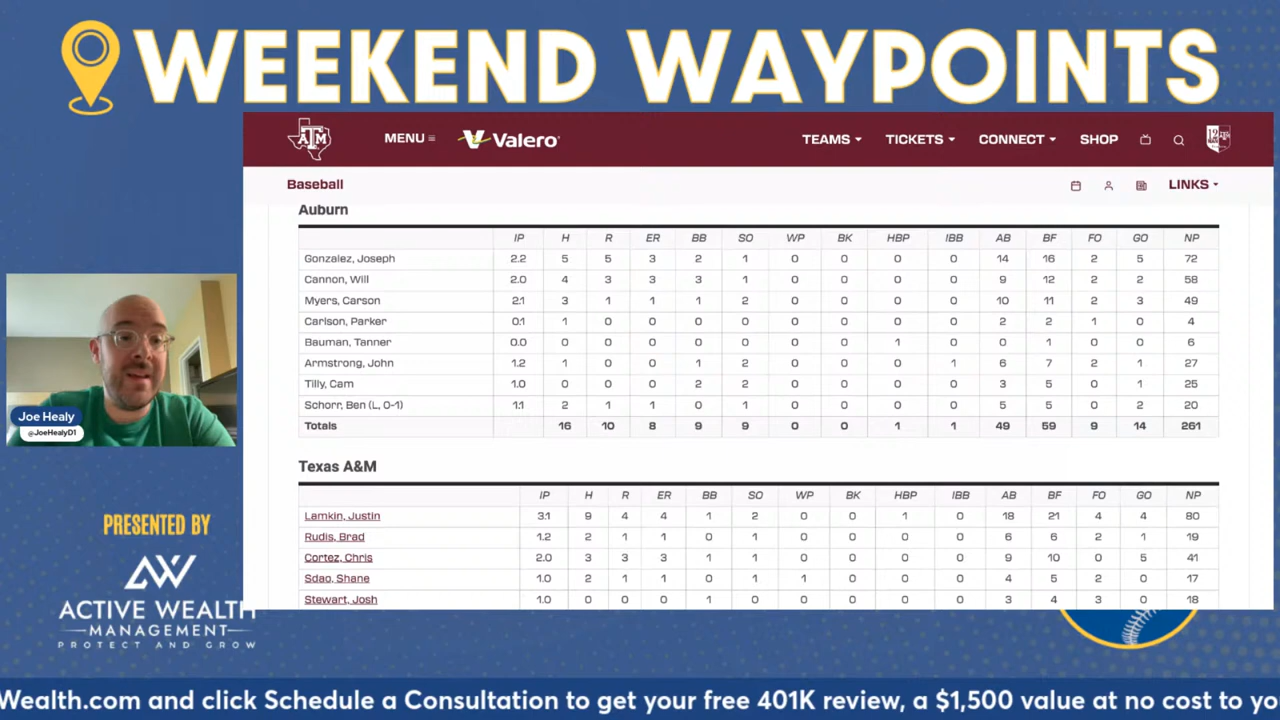 WEEKEND WAYPOINTS
ATM MENU Valero TEAMS TICKETS CONNECT SHOP 12
Baseball LINKS
Auburn
IP H R ER BB SO WP BK HBP IBB AB BF FO GO NP
Gonzalez, Joseph 2.2 5 5 3 2 1 0 0 0 0 14 16 2 5 72
Cannon, Will 2.0 4 3 3 3 1 0 0 0 0 9 12 2 2 58
Myers, Carson 2.1 3 1 1 1 2 0 0 0 0 10 11 2 3 49
Carlson, Parker 0.1 1 0 0 0 0 0 0 0 0 2 2 1 0 4
Bauman, Tanner 0.0 0 0 0 0 0 0 0 1 0 0 1 0 0 6
Armstrong, John 1.2 1 0 0 1 2 0 0 0 1 6 7 2 1 27
Tilly, Cam 1.0 0 0 0 2 2 0 0 0 0 3 5 0 1 25
Schorr, Ben (L, 0-1) 1.1 2 1 1 0 1 0 0 0 0 5 5 0 2 20
Totals 16 10 8 9 9 0 0 1 1 49 59 9 14 261
Texas A&M
IP H R ER BB SO WP BK HBP IBB AB BF FO GO NP
Lamkin, Justin 3.1 9 4 4 1 2 0 0 1 0 18 21 4 4 80
Rudis, Brad 1.2 2 1 1 0 1 0 0 0 0 6 6 2 1 19
Cortez, Chris 2.0 3 3 3 1 1 0 0 0 0 9 10 0 5 41
Sdao, Shane 1.0 2 1 1 0 1 1 0 0 0 4 5 2 0 17
Stewart, Josh 1.0 0 0 0 1 0 0 0 0 0 3 4 3 0 18
Joe Healy
@JoeHealyD1
PRESENTED BY
AW
ACTIVE WEALTH
MANAGEMENT
PROTECT AND GROW
Wealth.com and click Schedule a Consultation to get your free 401K review, a $1,500 value at no cost to yo